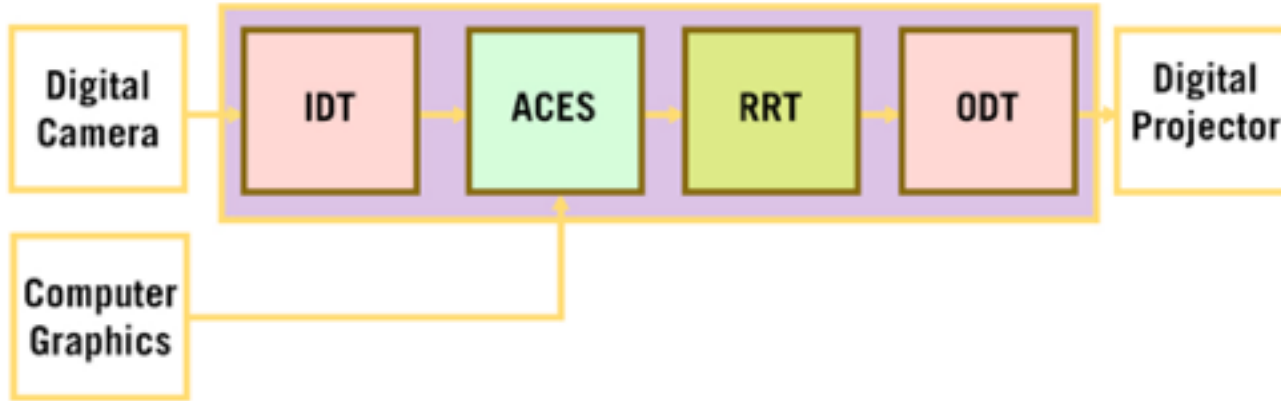 Digital
Camera
IDT
ACES
RRT
ODT
Digital
Projector
Computer
Graphics